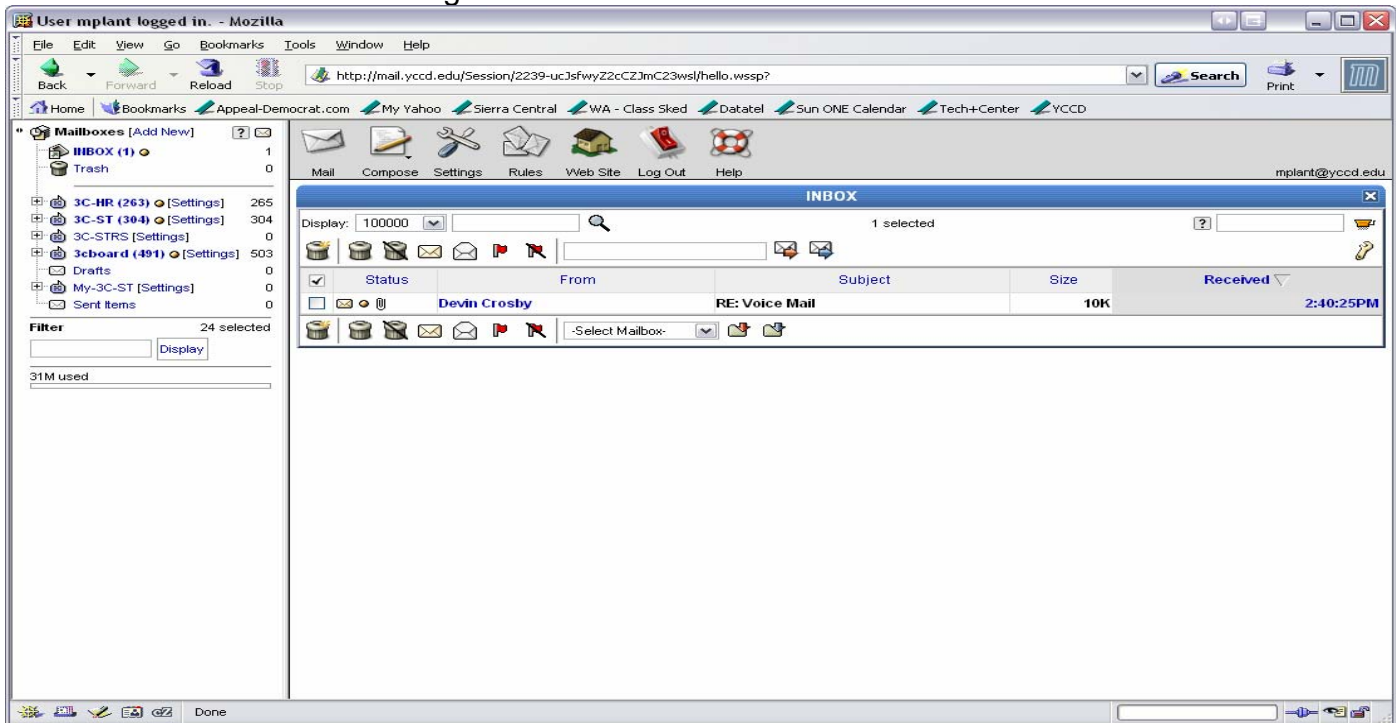 User mplant logged in. - Mozilla
File Edit View Go Bookmarks Tools Window Help
Back Forward Reload Stop http://mail.yccd.edu/Session/2239-ucJsfwyZ2cCZJmC23wsl/hello.wssp? Search Print
Home Bookmarks Appeal-Democrat.com My Yahoo Sierra Central WA - Class Sked Datatel Sun ONE Calendar Tech+Center YCCD
Mailboxes [Add New] ?
INBOX (1) 1
Trash 0
3C-HR (263) [Settings] 265
3C-ST (304) [Settings] 304
3C-STRS [Settings] 0
3cboard (491) [Settings] 503
Drafts 0
My-3C-ST [Settings] 0
Sent Items 0
Filter 24 selected
Display
31M used
Mail Compose Settings Rules Web Site Log Out Help mplant@yccd.edu
INBOX
Display: 100000 1 selected ?
Status From Subject Size Received
Devin Crosby RE: Voice Mail 10K 2:40:25PM
-Select Mailbox-
Done